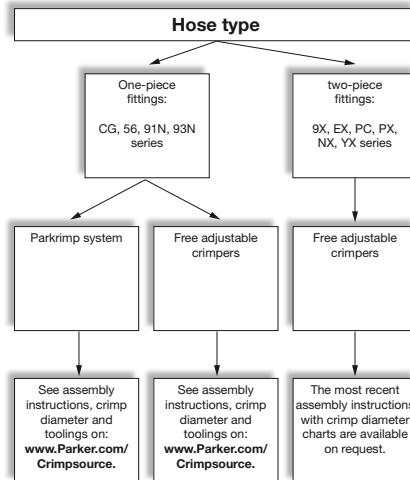 Hose type
One-piece
fittings:
CG, 56, 91N, 93N
series
two-piece
fittings:
9X, EX, PC, PX,
NX, YX series
Parkrimp system
Free adjustable
crimpers
Free adjustable
crimpers
See assembly
instructions, crimp
diameter and
toolings on:
www.Parker.com/
Crimpsource.
See assembly
instructions, crimp
diameter and
toolings on:
www.Parker.com/
Crimpsource.
The most recent
assembly instructions
with crimp diameter
charts are available
on request.